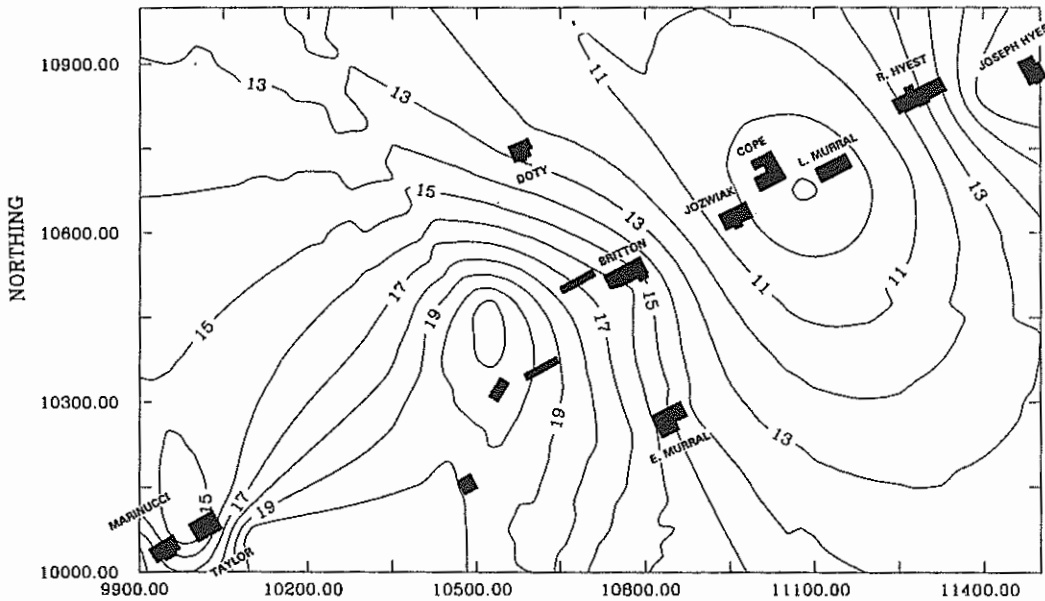 NORTHING
10900.00
10600.00
10300.00
10000.00
9900.00
10200.00
10500.00
10800.00
11100.00
11400.00
13
13
11
R. HYEST
JOSEPH HYEST
COPE
L. MURRAL
DOTY
JOZWIAK
13
15
13
BRITTON
11
11
17
15
17
15
19
19
13
E. MURRAL
MARINUCCI
15
17
19
TAYLOR